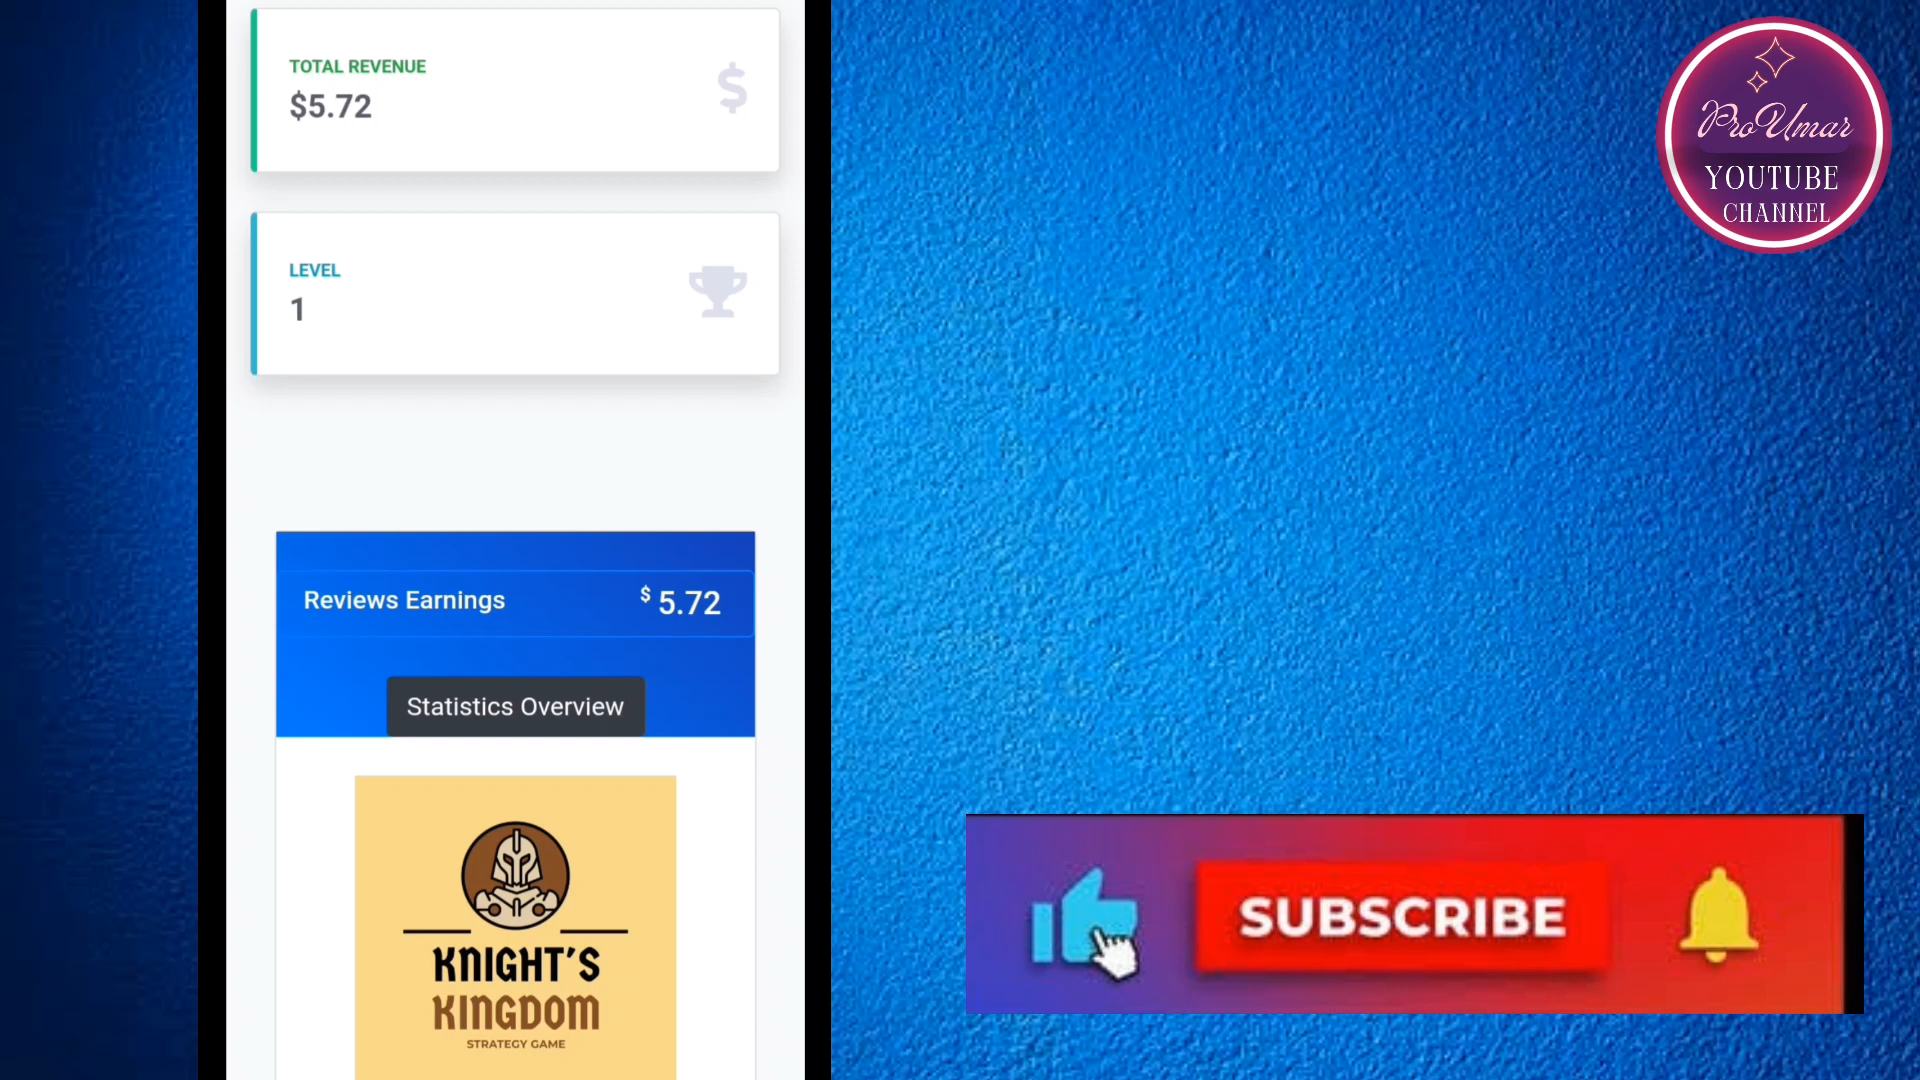 TOTAL REVENUE
$5.72
LEVEL
1
Reviews Earnings
$ 5.72
Statistics Overview
KNIGHT'S
KINGDOM
STRATEGY GAME
ProUmar
YOUTUBE
CHANNEL
SUBSCRIBE